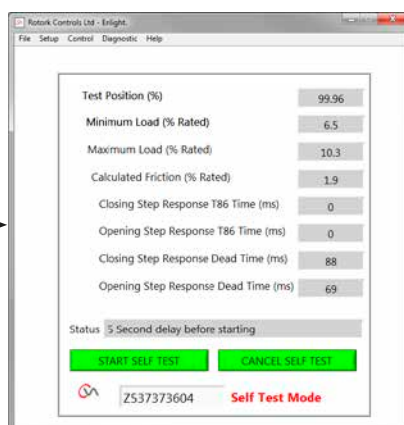 Rotork Controls Ltd - Enlight.
File Setup Control Diagnostic Help
Test Position (%) 99.96
Minimum Load (% Rated) 6.5
Maximum Load (% Rated) 10.3
Calculated Friction (% Rated) 1.9
Closing Step Response T86 Time (ms) 0
Opening Step Response T86 Time (ms) 0
Closing Step Response Dead Time (ms) 88
Opening Step Response Dead Time (ms) 69
Status 5 Second delay before starting
START SELF TEST CANCEL SELF TEST
Z537373604 Self Test Mode